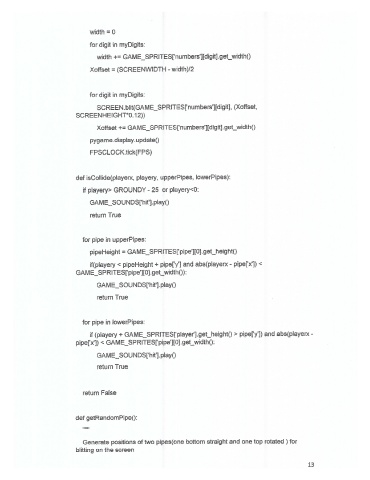 width = 0
for digit in myDigits:
width += GAME_SPRITES['numbers'][digit].get_width()
Xoffset = (SCREENWIDTH - width)/2
for digit in myDigits:
SCREEN.blit(GAME_SPRITES['numbers'][digit], (Xoffset,
SCREENHEIGHT*0.12))
Xoffset += GAME_SPRITES['numbers'][digit].get_width()
pygame.display.update()
FPSCLOCK.tick(FPS)
def isCollide(playerx, playery, upperPipes, lowerPipes):
if playery> GROUNDY - 25 or playery<0:
GAME_SOUNDS['hit'].play()
return True
for pipe in upperPipes:
pipeHeight = GAME_SPRITES['pipe'][0].get_height()
if(playery < pipeHeight + pipe['y'] and abs(playerx - pipe['x']) <
GAME_SPRITES['pipe'][0].get_width()):
GAME_SOUNDS['hit'].play()
return True
for pipe in lowerPipes:
if (playery + GAME_SPRITES['player'].get_height() > pipe['y']) and abs(playerx -
pipe['x']) < GAME_SPRITES['pipe'][0].get_width():
GAME_SOUNDS['hit'].play()
return True
return False
def getRandomPipe():
"""
Generate positions of two pipes(one bottom straight and one top rotated ) for
blitting on the screen
13